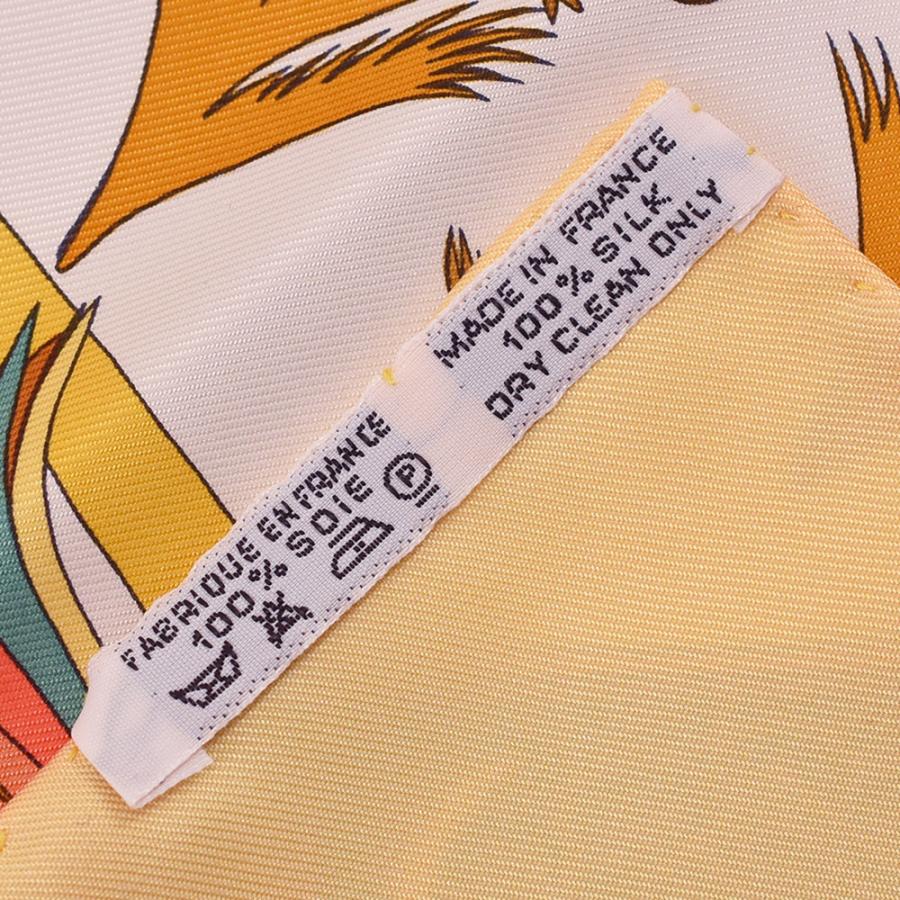 MADE IN FRANCE
100% SILK
DRY CLEAN ONLY
FABRIQUE EN FRANCE
100% SOIE
P